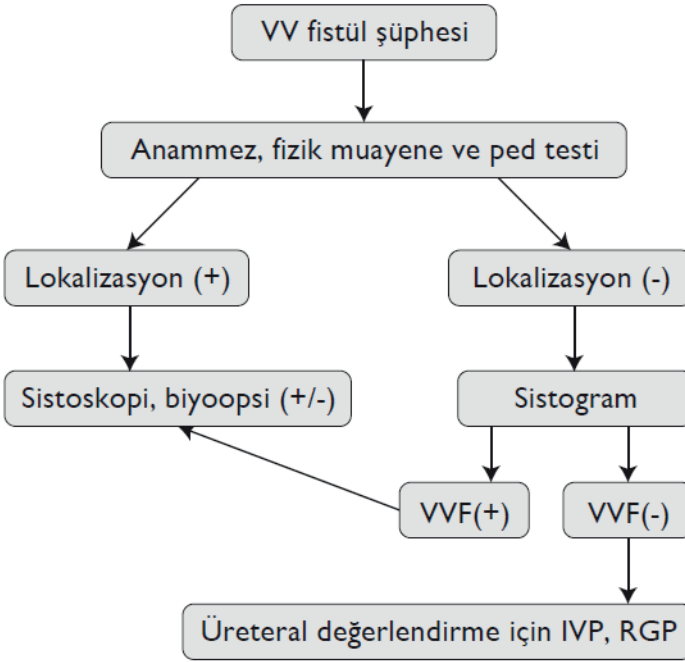 VV fistül şüphesi
Anammez, fizik muayene ve ped testi
Lokalizasyon (+)
Lokalizasyon (-)
Sistoskopi, biyoopsi (+/-)
Sistogram
VVF(+)
VVF(-)
Üreteral değerlendirme için IVP, RGP